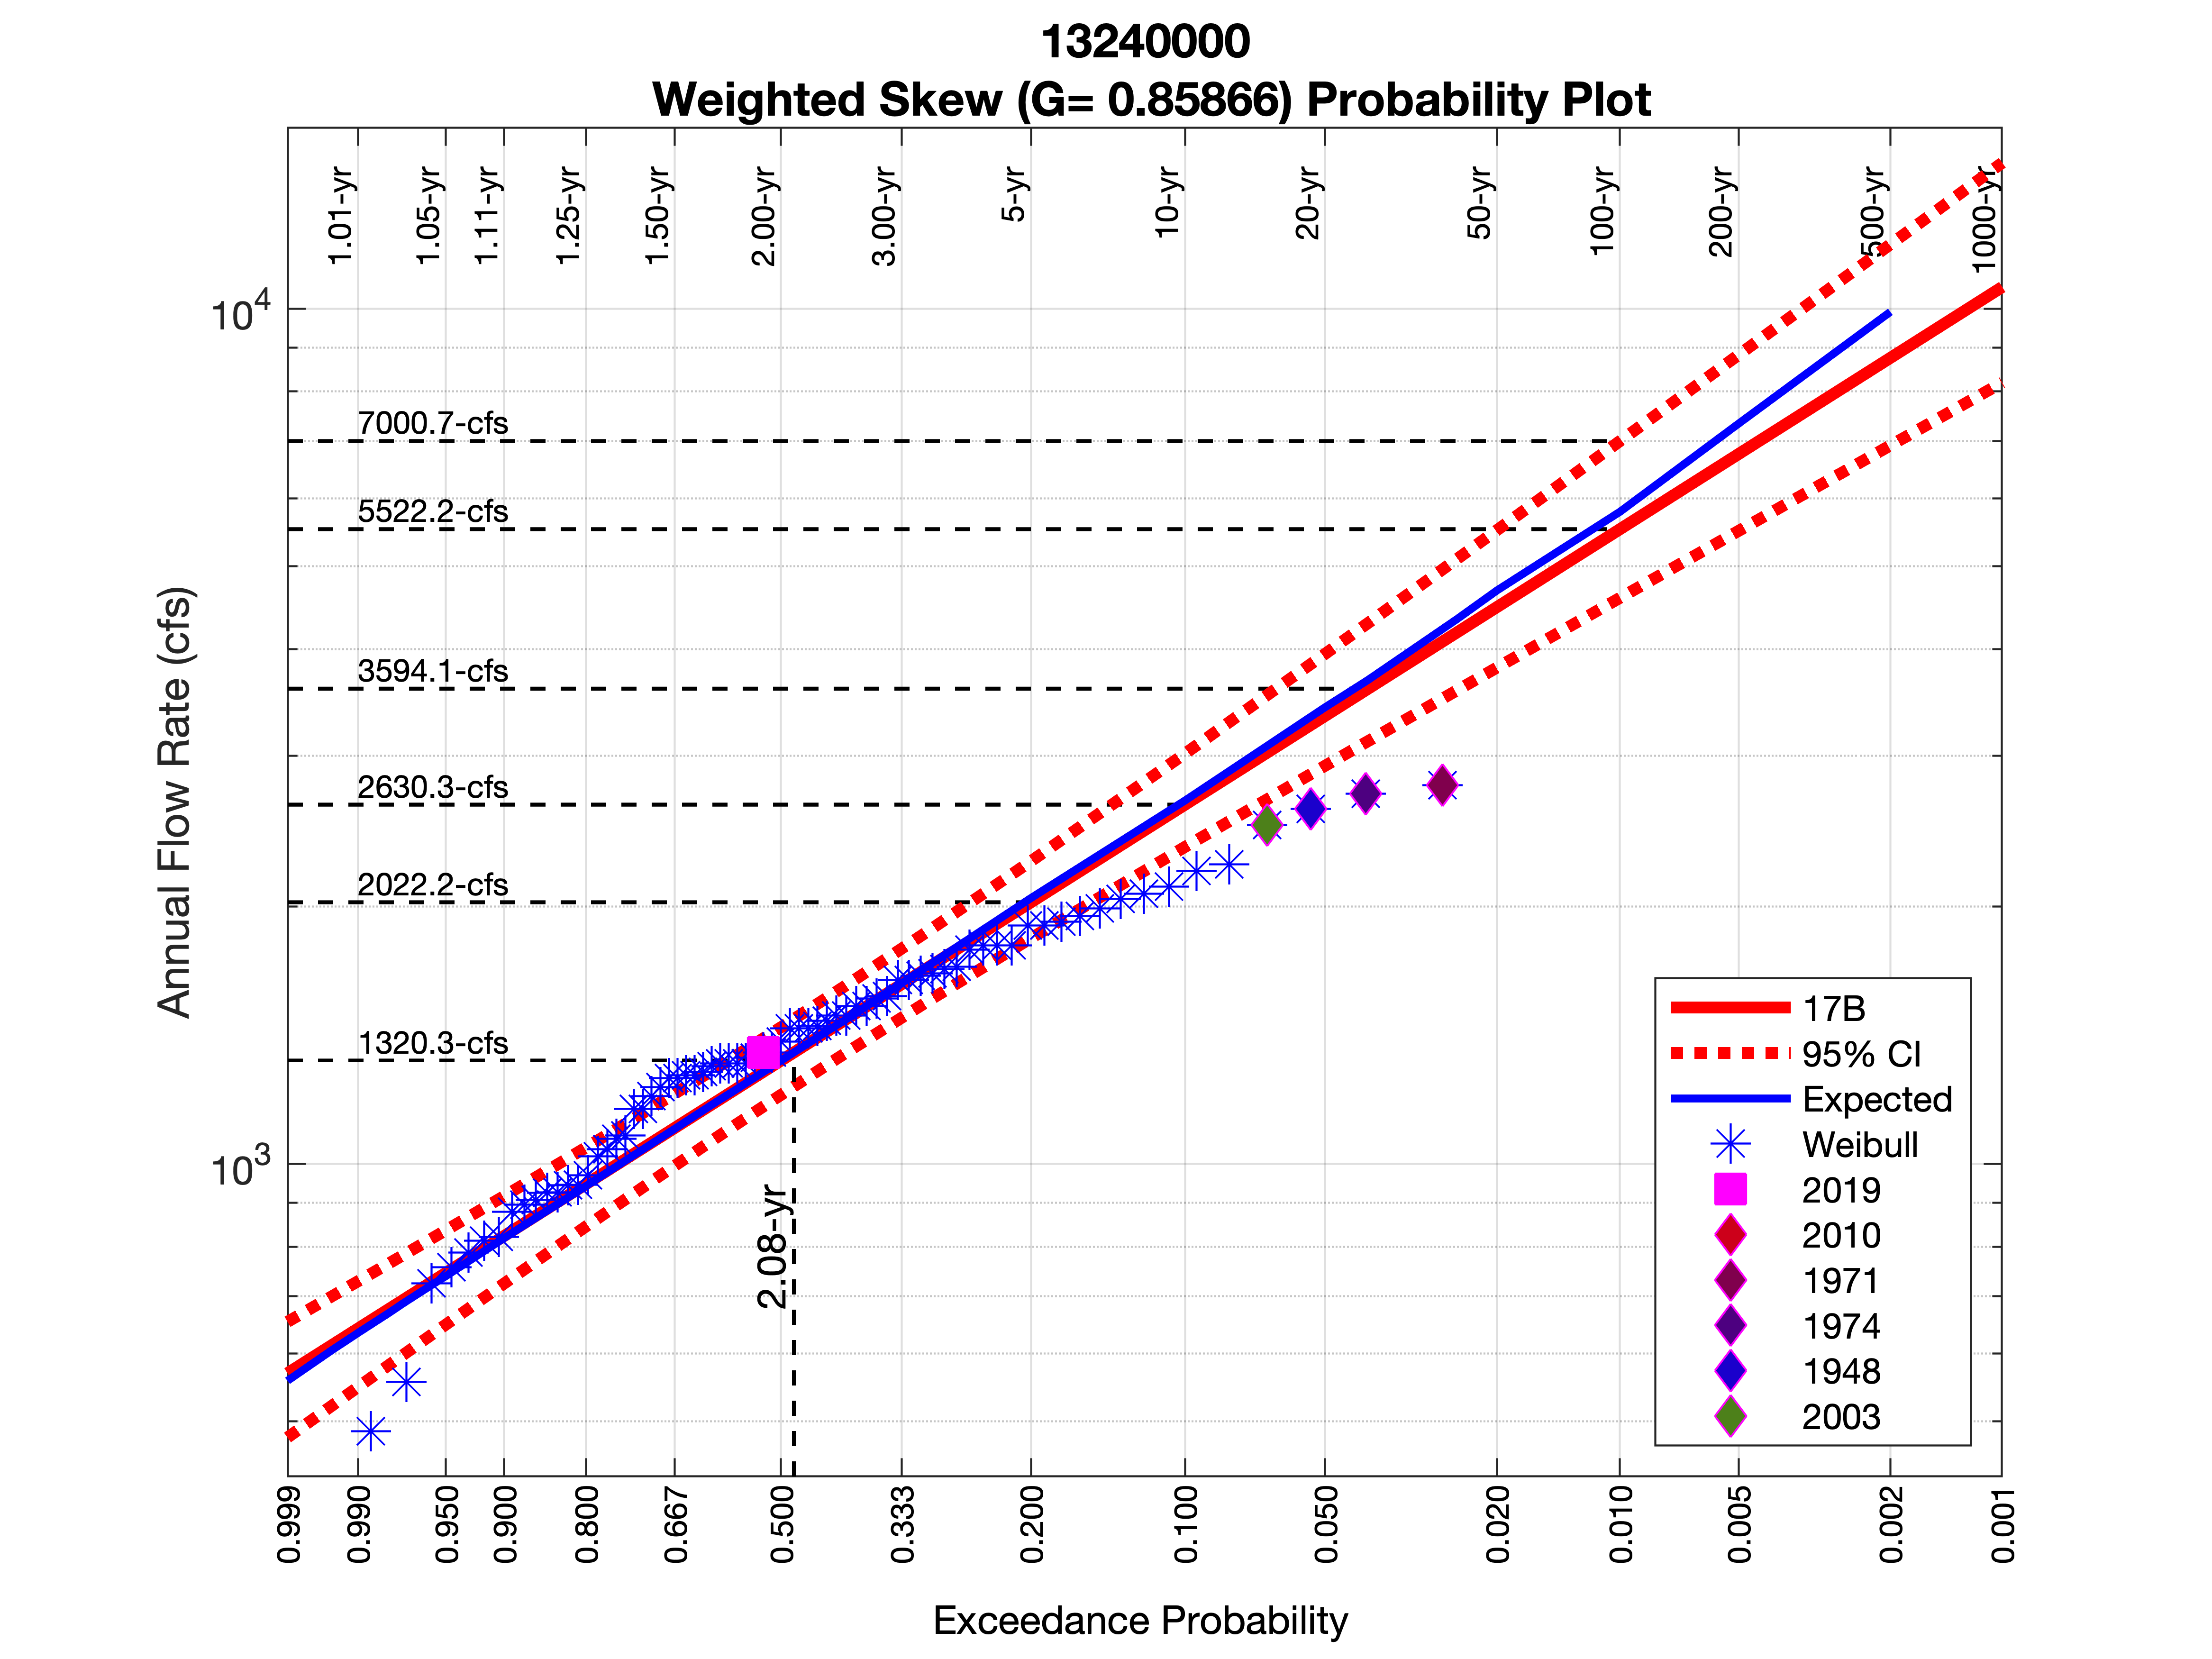 13240000
Weighted Skew (G= 0.85866) Probability Plot
1.01-yr
1.05-yr
1.11-yr
1.25-yr
1.50-yr
2.00-yr
3.00-yr
5-yr
10-yr
20-yr
50-yr
100-yr
200-yr
500-yr
1000-yr
10⁴
10³
Annual Flow Rate (cfs)
7000.7-cfs
5522.2-cfs
3594.1-cfs
2630.3-cfs
2022.2-cfs
1320.3-cfs
2.08-yr
17B
95% CI
Expected
Weibull
2019
2010
1971
1974
1948
2003
0.999
0.990
0.950
0.900
0.800
0.667
0.500
0.333
0.200
0.100
0.050
0.020
0.010
0.005
0.002
0.001
Exceedance Probability